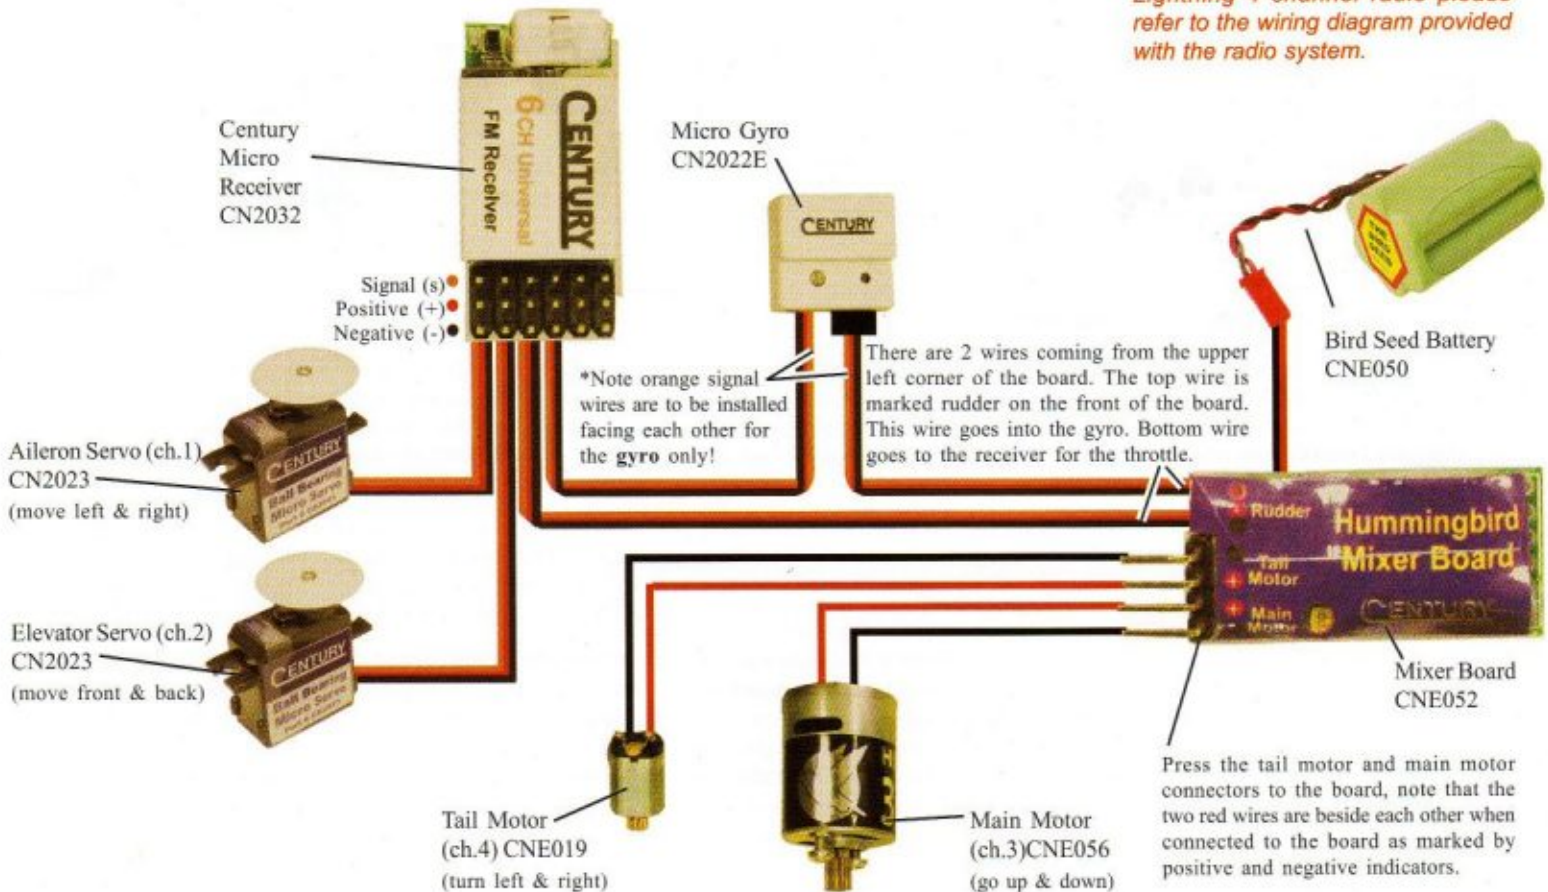 refer to the wiring diagram provided
with the radio system.
CENTURY
6 CH Universal
FM Receiver
Century
Micro
Receiver
CN2032
Micro Gyro
CN2022E
CENTURY
Signal (s)
Positive (+)
Negative (-)
Bird Seed Battery
CNE050
*Note orange signal
wires are to be installed
facing each other for
the gyro only!
There are 2 wires coming from the upper
left corner of the board. The top wire is
marked rudder on the front of the board.
This wire goes into the gyro. Bottom wire
goes to the receiver for the throttle.
Aileron Servo (ch.1)
CN2023
(move left & right)
CENTURY
Ball Bearing
Micro Servo
Elevator Servo (ch.2)
CN2023
(move front & back)
CENTURY
Ball Bearing
Micro Servo
Rudder
Tail
Motor
Main
Motor
Hummingbird
Mixer Board
CENTURY
Mixer Board
CNE052
Tail Motor
(ch.4) CNE019
(turn left & right)
Main Motor
(ch.3)CNE056
(go up & down)
Press the tail motor and main motor
connectors to the board, note that the
two red wires are beside each other when
connected to the board as marked by
positive and negative indicators.